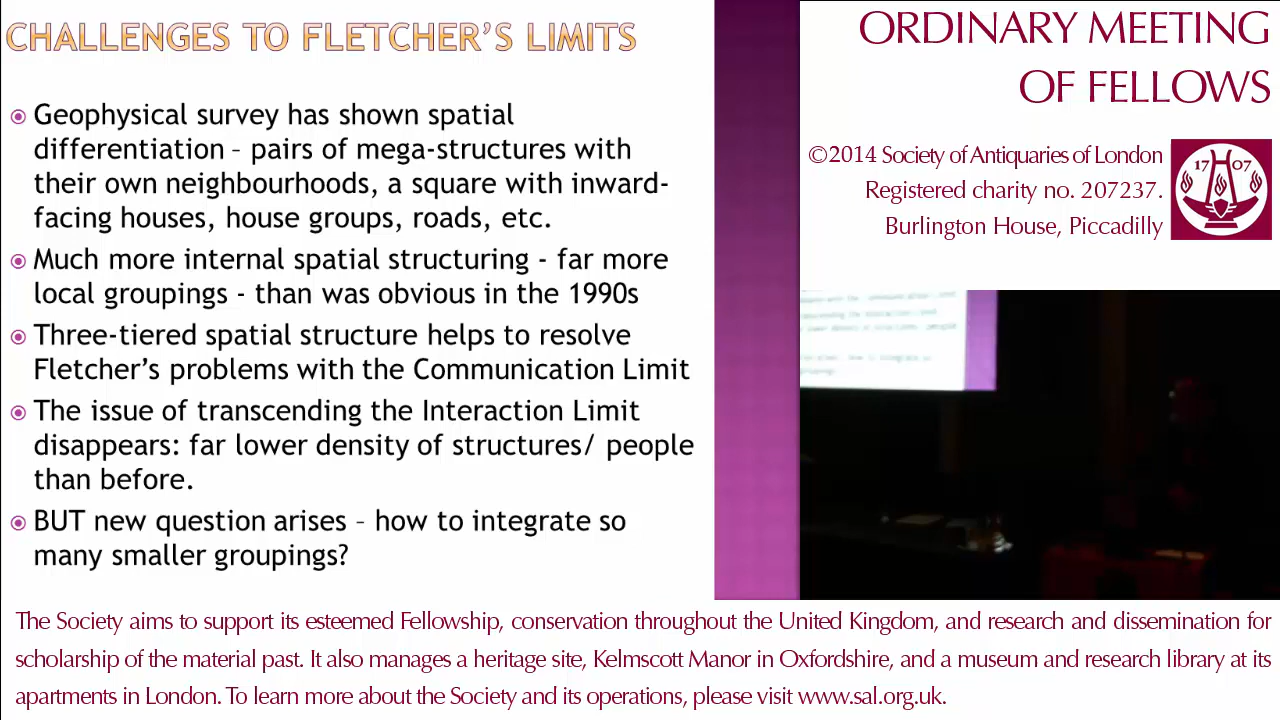 CHALLENGES TO FLETCHER'S LIMITS
Geophysical survey has shown spatial
differentiation – pairs of mega-structures with
their own neighbourhoods, a square with inward-
facing houses, house groups, roads, etc.
Much more internal spatial structuring - far more
local groupings - than was obvious in the 1990s
Three-tiered spatial structure helps to resolve
Fletcher's problems with the Communication Limit
The issue of transcending the Interaction Limit
disappears: far lower density of structures/ people
than before.
BUT new question arises – how to integrate so
many smaller groupings?
ORDINARY MEETING
OF FELLOWS
©2014 Society of Antiquaries of London
Registered charity no. 207237.
Burlington House, Piccadilly
17 07
The Society aims to support its esteemed Fellowship, conservation throughout the United Kingdom, and research and dissemination for
scholarship of the material past. It also manages a heritage site, Kelmscott Manor in Oxfordshire, and a museum and research library at its
apartments in London. To learn more about the Society and its operations, please visit www.sal.org.uk.